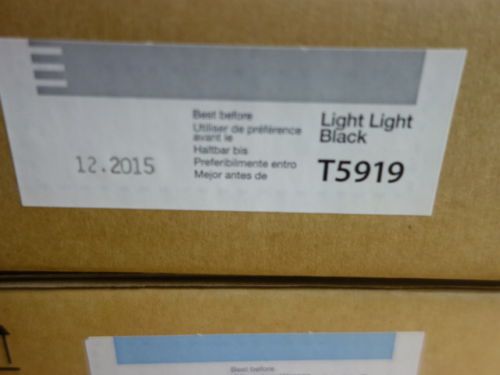 Best before
Utiliser de préférence
avant le
Haltbar bis
Preferibilmente entro
Mejor antes de
12.2015
Light Light
Black
T5919
Best before